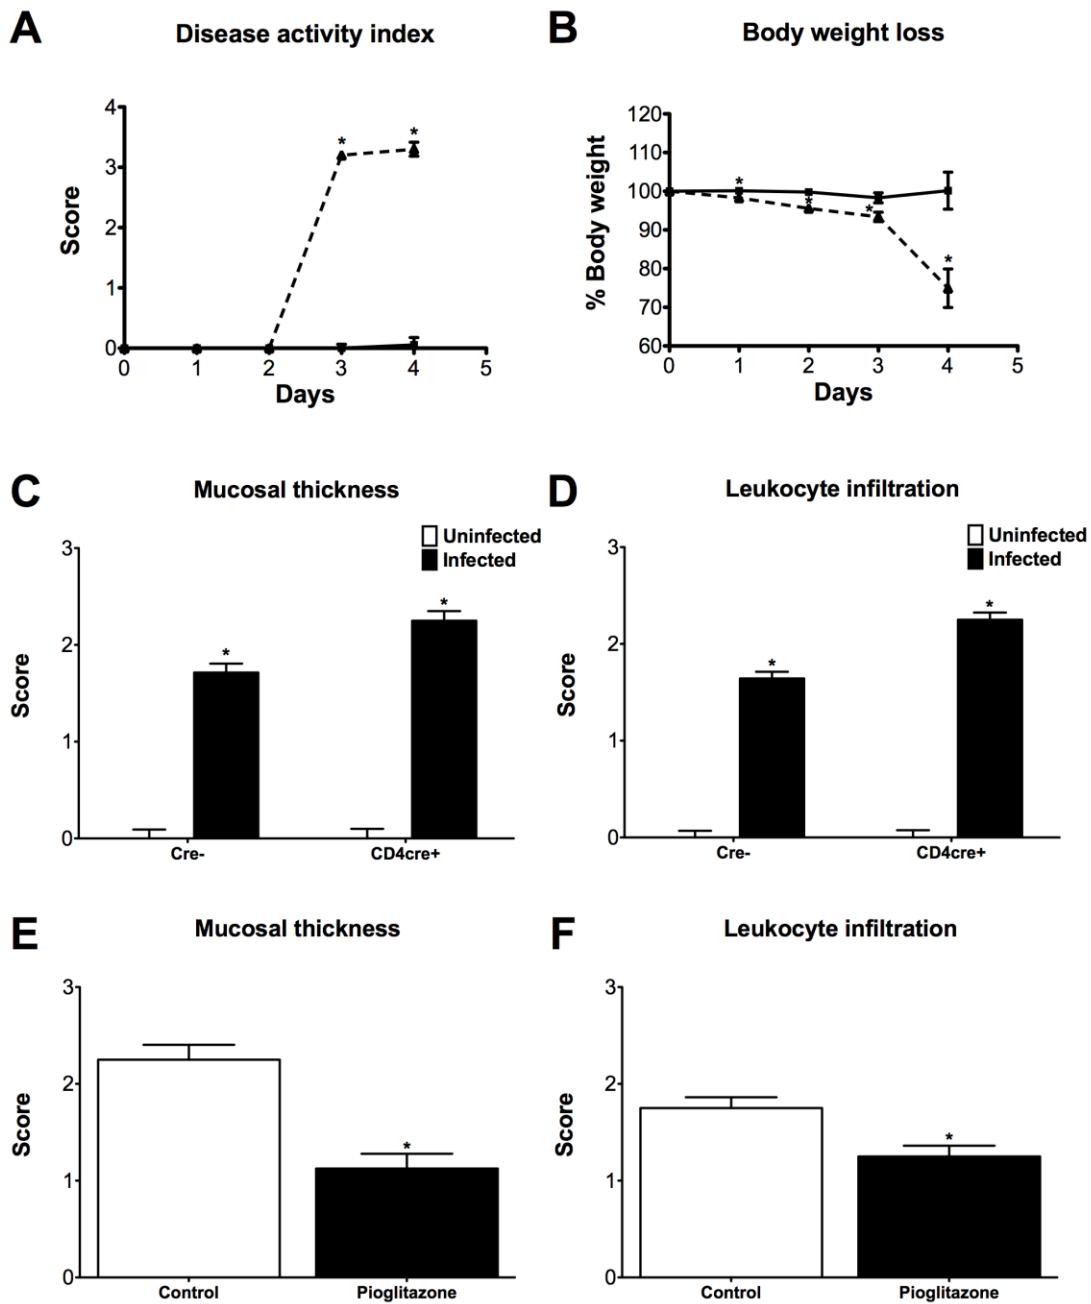 A
Disease activity index
4
3
2
1
0
Score
* *
0 1 2 3 4 5
Days
B
Body weight loss
120
110
100
90
80
70
60
% Body weight
* * * *
0 1 2 3 4 5
Days
C
Mucosal thickness
Uninfected
Infected
3
2
1
0
Score
* *
Cre- CD4cre+
D
Leukocyte infiltration
Uninfected
Infected
3
2
1
0
Score
* *
Cre- CD4cre+
E
Mucosal thickness
3
2
1
0
Score
*
Control Pioglitazone
F
Leukocyte infiltration
3
2
1
0
Score
*
Control Pioglitazone